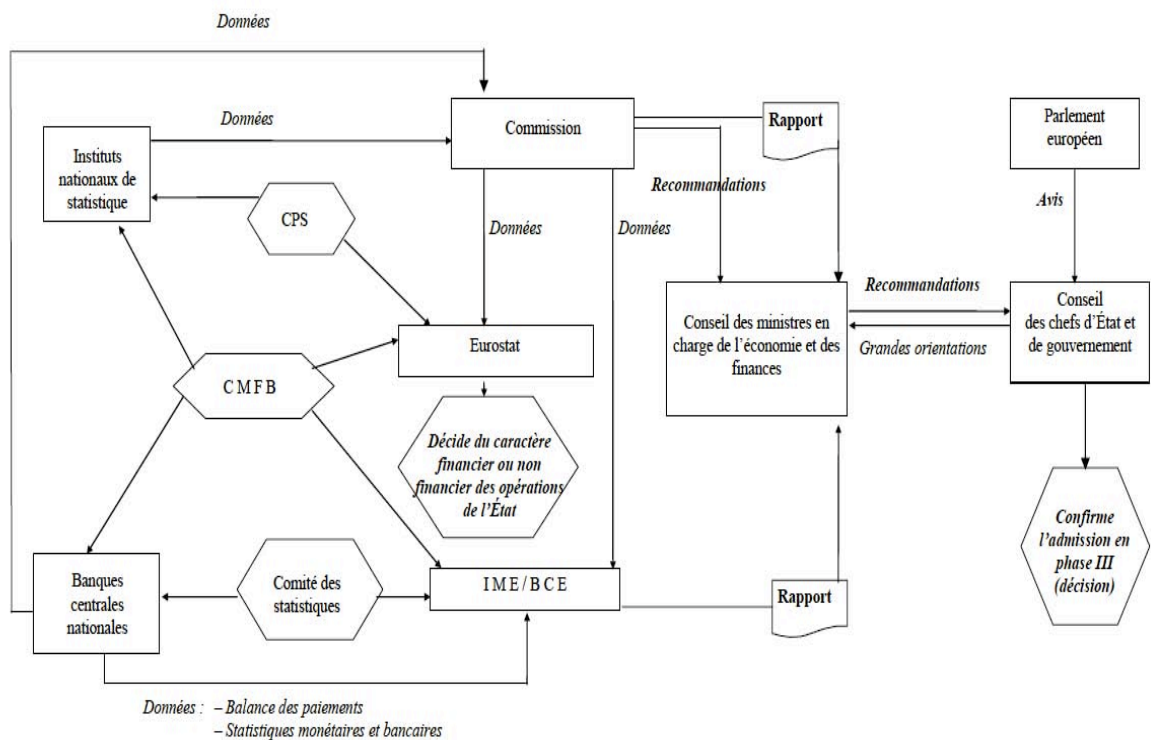 Données
Données
Instituts
nationaux de
statistique
Commission
Rapport
Parlement
européen
Recommandations
CPS
Données
Données
Avis
Eurostat
Conseil des ministres en
charge de l'économie et des
finances
Recommandations
Grandes orientations
Conseil
des chefs d'État et
de gouvernement
CMFB
Décide du caractère
financier ou non
financier des opérations
de l'État
Confirme
l'admission en
phase III
(décision)
Banques
centrales
nationales
Comité des
statistiques
IME/BCE
Rapport
Données : – Balance des paiements
– Statistiques monétaires et bancaires